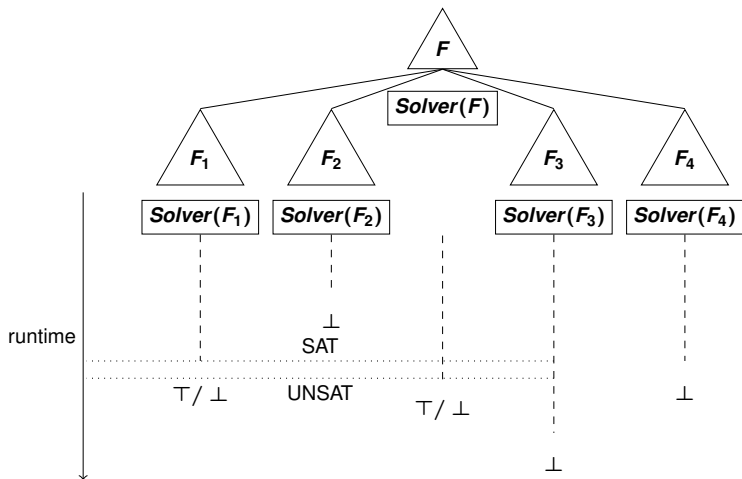 F
Solver(F)
F₁ F₂ F₃ F₄
Solver(F₁) Solver(F₂) Solver(F₃) Solver(F₄)
⊥
runtime
SAT
⊤/ ⊥ UNSAT ⊤/ ⊥ ⊥
⊥